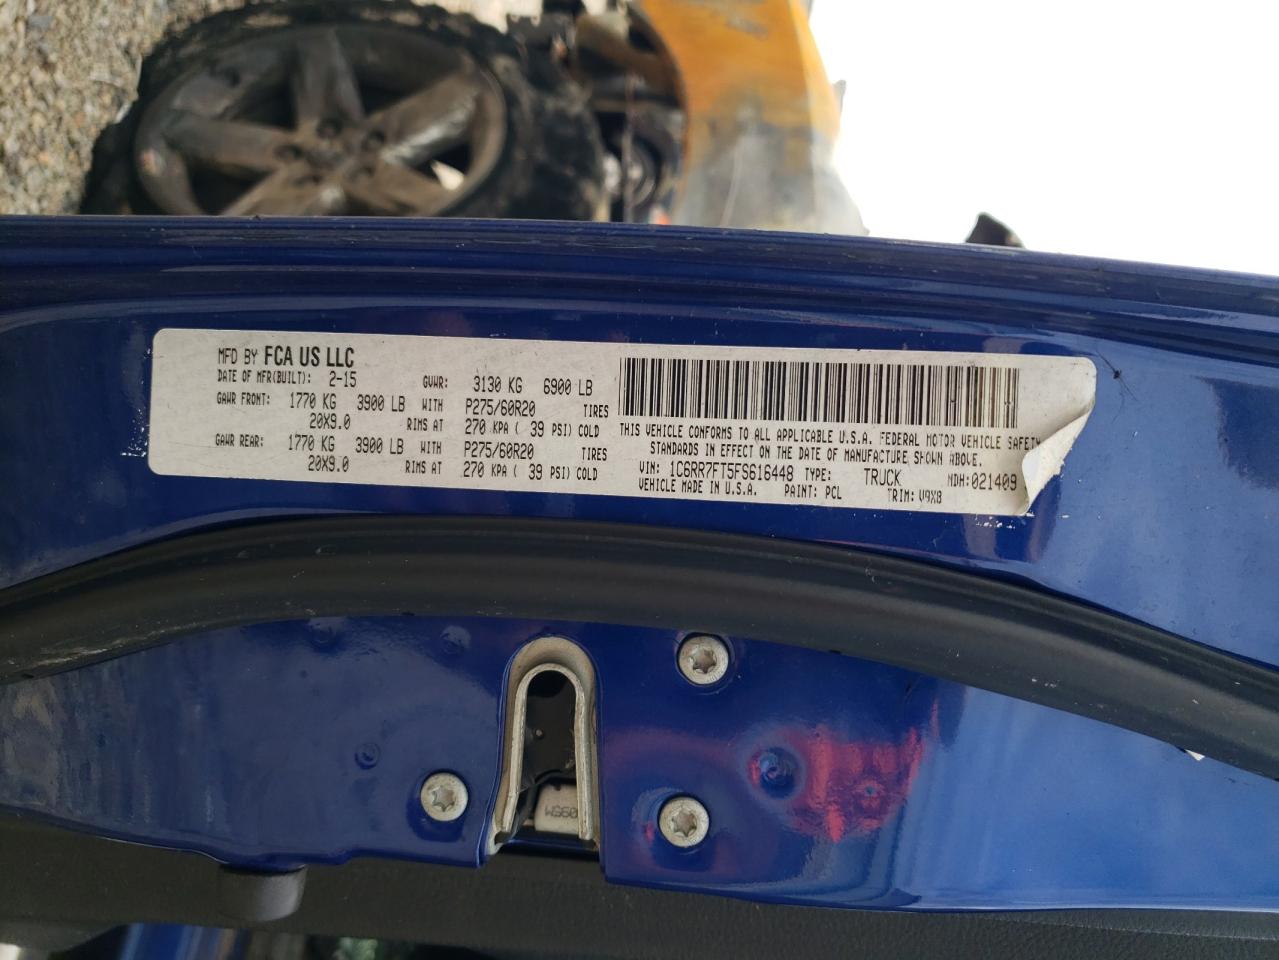 MFD BY FCA US LLC
DATE OF MFR(BUILT): 2-15 GVWR: 3130 KG 6900 LB
GAWR FRONT: 1770 KG 3900 LB WITH P275/60R20 TIRES
20X9.0 RIMS AT 270 KPA ( 39 PSI) COLD
GAWR REAR: 1770 KG 3900 LB WITH P275/60R20 TIRES
20X9.0 RIMS AT 270 KPA ( 39 PSI) COLD
THIS VEHICLE CONFORMS TO ALL APPLICABLE U.S.A. FEDERAL MOTOR VEHICLE SAFETY
STANDARDS IN EFFECT ON THE DATE OF MANUFACTURE SHOWN ABOVE.
VIN: 1C6RR7FT5FS616448 TYPE: TRUCK MDH:021409
VEHICLE MADE IN U.S.A. PAINT: PCL TRIM: V9X8